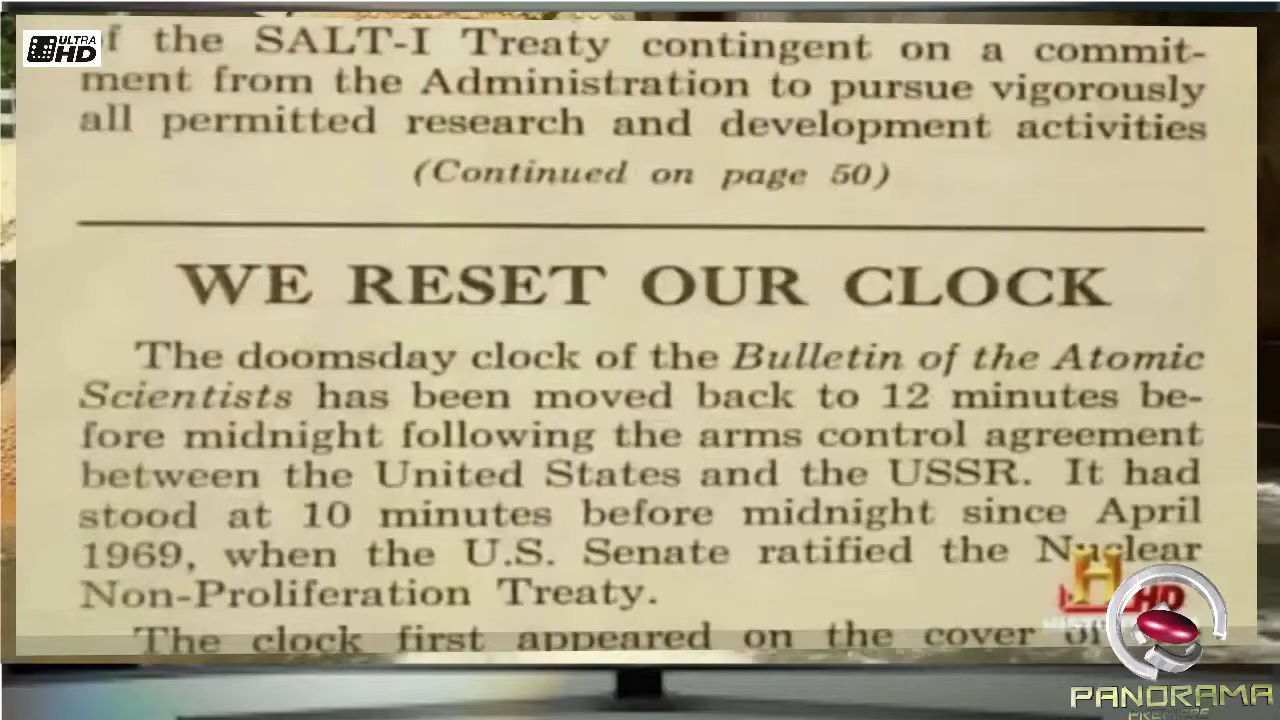 ULTRA
HD
f the SALT-I Treaty contingent on a commit-
ment from the Administration to pursue vigorously
all permitted research and development activities
(Continued on page 50)
WE RESET OUR CLOCK
The doomsday clock of the Bulletin of the Atomic
Scientists has been moved back to 12 minutes be-
fore midnight following the arms control agreement
between the United States and the USSR. It had
stood at 10 minutes before midnight since April
1969, when the U.S. Senate ratified the Nuclear
Non-Proliferation Treaty.
The clock first appeared on the cover of
H
HD
PANORAMA
PREMIERE